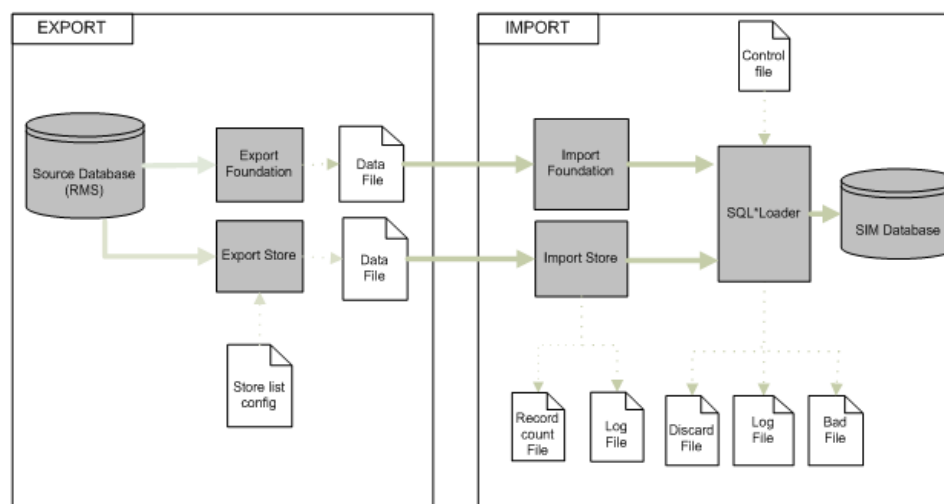 EXPORT
Source Database
(RMS)
Export
Foundation
Data
File
Export Store
Data
File
Store list
config
IMPORT
Control
file
Import
Foundation
SQL*Loader
SIM Database
Import Store
Record
count
File
Log
File
Discard
File
Log
File
Bad
File